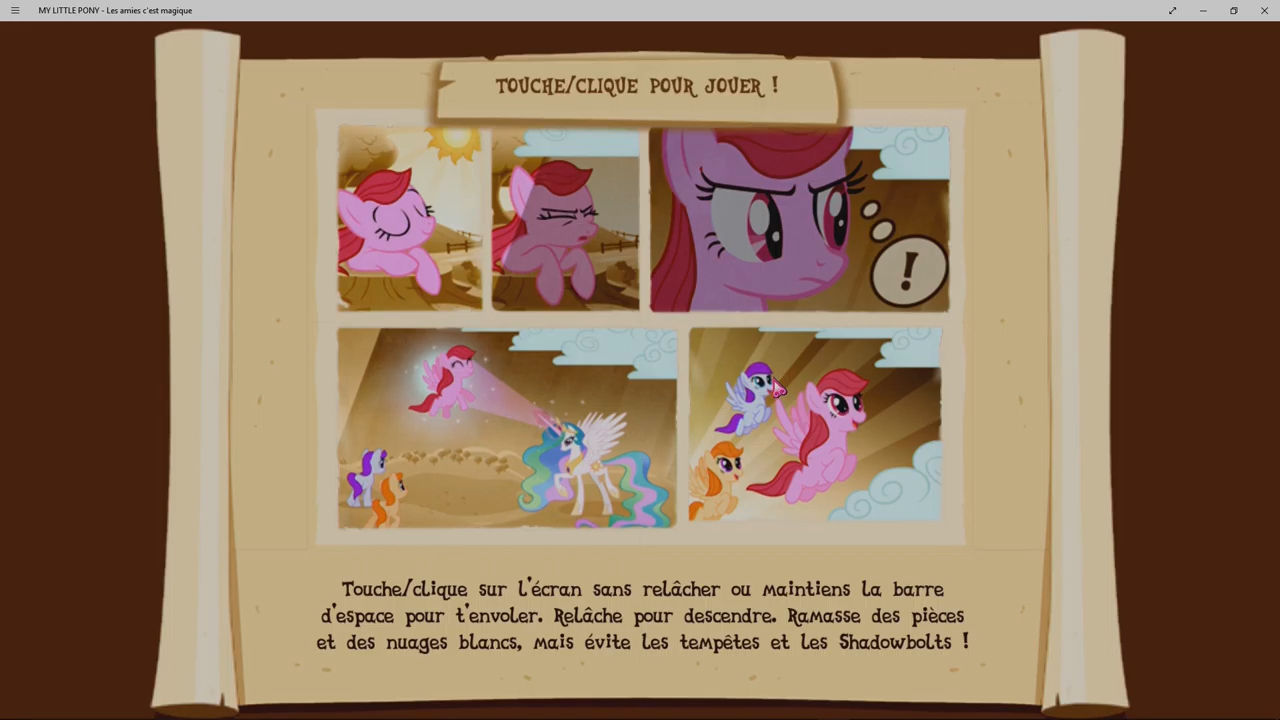 MY LITTLE PONY - Les amies c'est magique
TOUCHE/CLIQUE POUR JOUER !
!
Touche/clique sur l'écran sans relâcher ou maintiens la barre
d'espace pour t'envoler. Relâche pour descendre. Ramasse des pièces
et des nuages blancs, mais évite les tempêtes et les Shadowbolts !